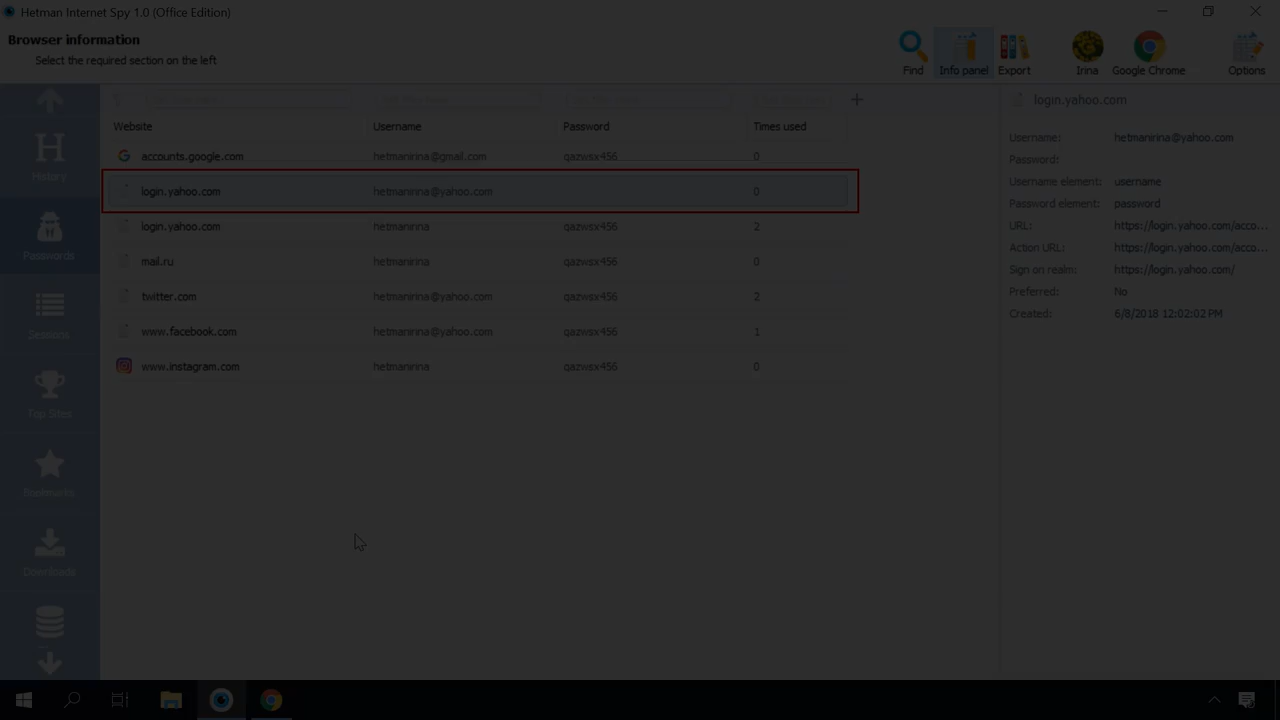 Hetman Internet Spy 1.0 (Office Edition)
Browser information
Select the required section on the left
Find
Info panel
Export
Irina
Google Chrome
Options
History
Passwords
Sessions
Top Sites
Bookmarks
Downloads
Website Username Password Times used
accounts.google.com hetmanirina@gmail.com qazwsx456 0
login.yahoo.com hetmanirina@yahoo.com 0
login.yahoo.com hetmanirina qazwsx456 2
mail.ru hetmanirina qazwsx456 0
twitter.com hetmanirina@yahoo.com qazwsx456 2
www.facebook.com hetmanirina@yahoo.com qazwsx456 1
www.instagram.com hetmanirina qazwsx456 0
login.yahoo.com
Username: hetmanirina@yahoo.com
Password:
Username element: username
Password element: password
URL: https://login.yahoo.com/acco...
Action URL: https://login.yahoo.com/acco...
Sign on realm: https://login.yahoo.com/
Preferred: No
Created: 6/8/2018 12:02:02 PM